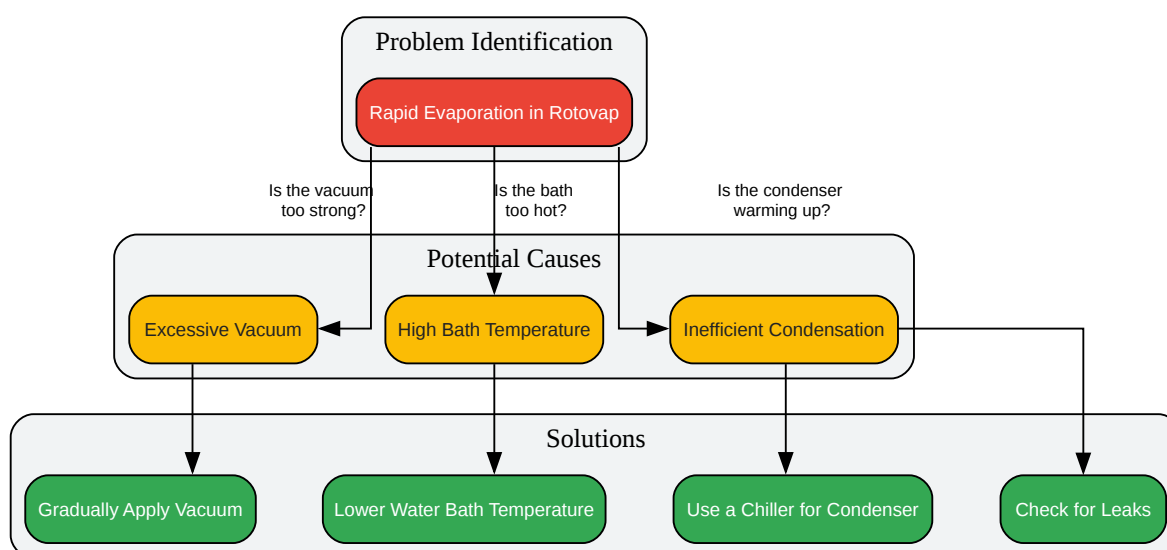 Problem Identification
Rapid Evaporation in Rotovap
Is the vacuum
too strong?
Is the bath
too hot?
Is the condenser
warming up?
Potential Causes
Excessive Vacuum
High Bath Temperature
Inefficient Condensation
Solutions
Gradually Apply Vacuum
Lower Water Bath Temperature
Use a Chiller for Condenser
Check for Leaks